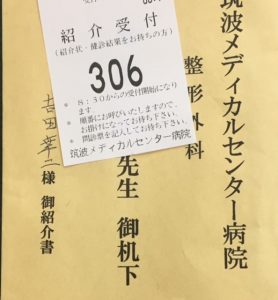 紹介受付
(紹介状・健診結果をお持ちの方)
306
* 8:30からの受付開始になり
ます
* 順番にお呼びいたしますので、
お掛けになってお待ち下さい。
* 問診票を記入してお待ち下さい。
筑波メディカルセンター病院
筑波メディカルセンター病院
整形外科
先生 御机下
吉田幸二様 御紹介書